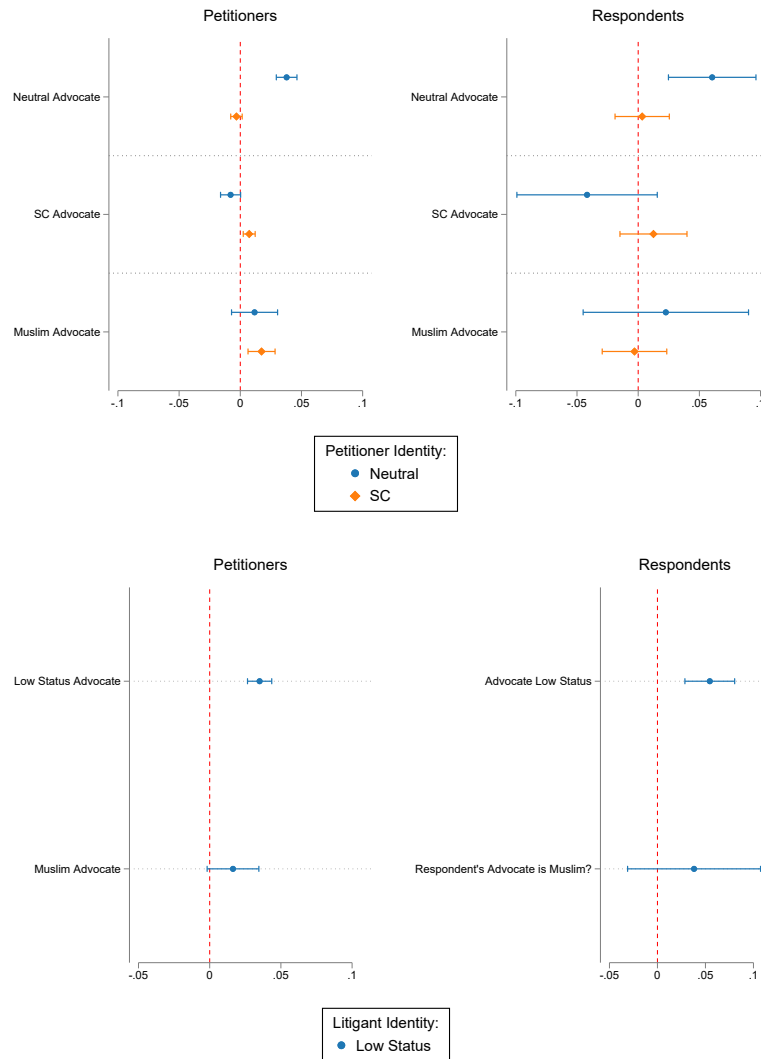 Petitioners
Respondents
Neutral Advocate
SC Advocate
Muslim Advocate
-.1 -.05 0 .05 .1
Neutral Advocate
SC Advocate
Muslim Advocate
-.1 -.05 0 .05 .1
Petitioner Identity:
Neutral
SC
Petitioners
Respondents
Low Status Advocate
Muslim Advocate
-.05 0 .05 .1
Advocate Low Status
Respondent's Advocate is Muslim?
-.05 0 .05 .1
Litigant Identity:
Low Status